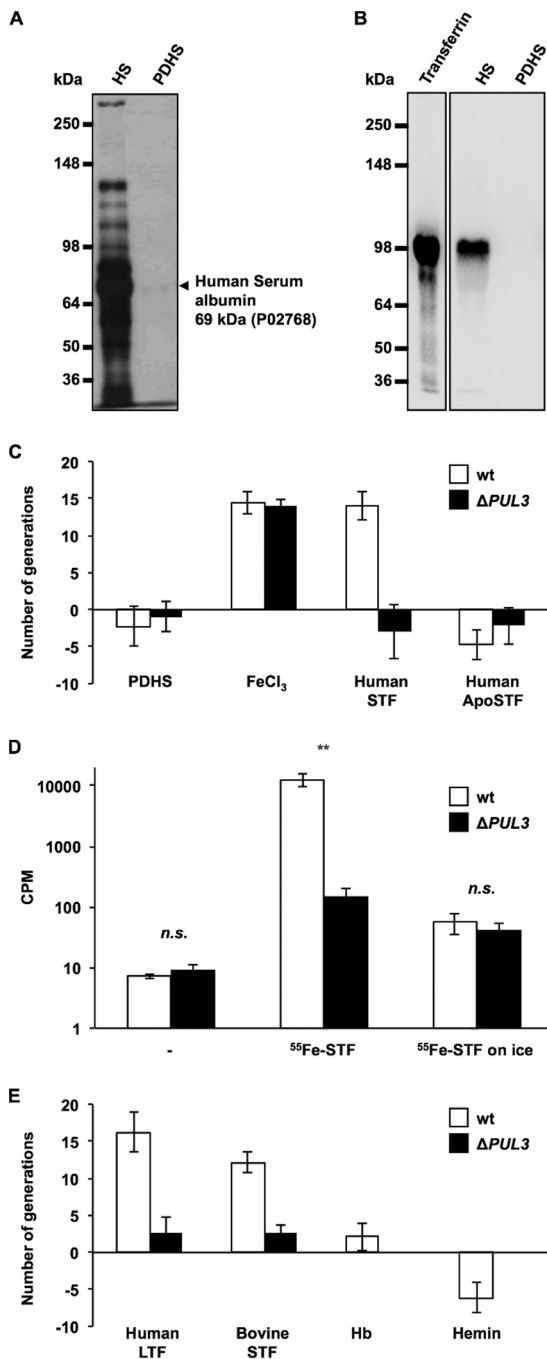 A
kDa
HS
PDHS
250
148
98
64
50
36
Human Serum
albumin
69 kDa (P02768)
B
kDa
Transferrin
HS
PDHS
250
148
98
64
50
36
C
Number of generations
20
15
10
5
0
-5
-10
wt
ΔPUL3
PDHS
FeCl₃
Human
STF
Human
ApoSTF
D
CPM
10000
1000
100
10
1
n.s.
**
n.s.
wt
ΔPUL3
-
⁵⁵Fe-STF
⁵⁵Fe-STF on ice
E
Number of generations
20
15
10
5
0
-5
-10
wt
ΔPUL3
Human
LTF
Bovine
STF
Hb
Hemin